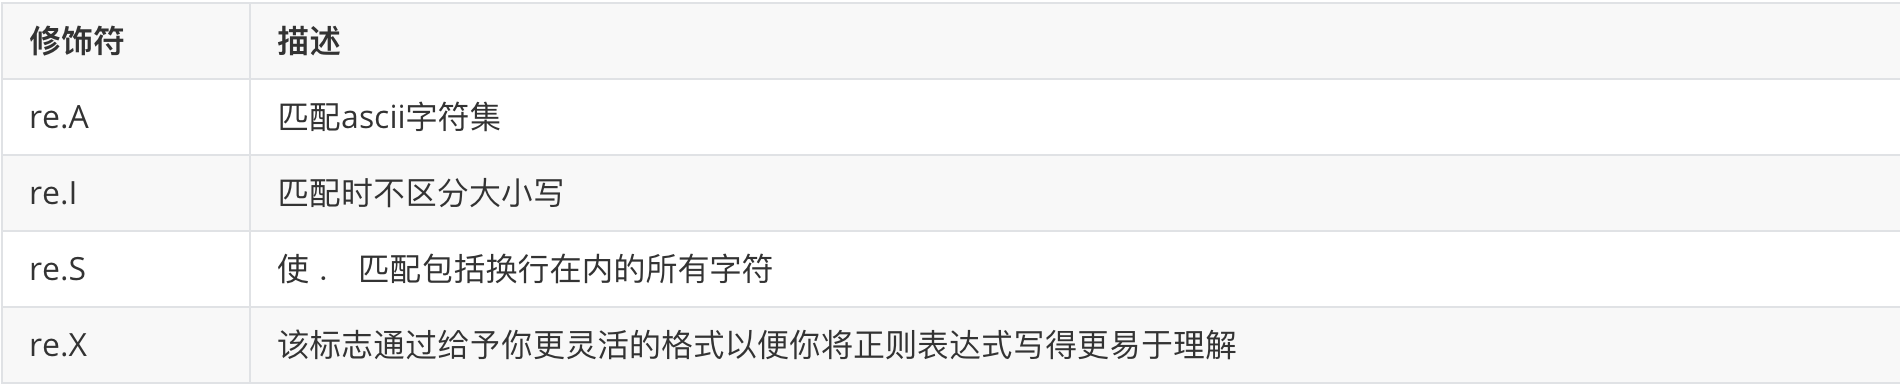 修饰符 描述
re.A 匹配ascii字符集
re.I 匹配时不区分大小写
re.S 使 . 匹配包括换行在内的所有字符
re.X 该标志通过给予你更灵活的格式以便你将正则表达式写得更易于理解